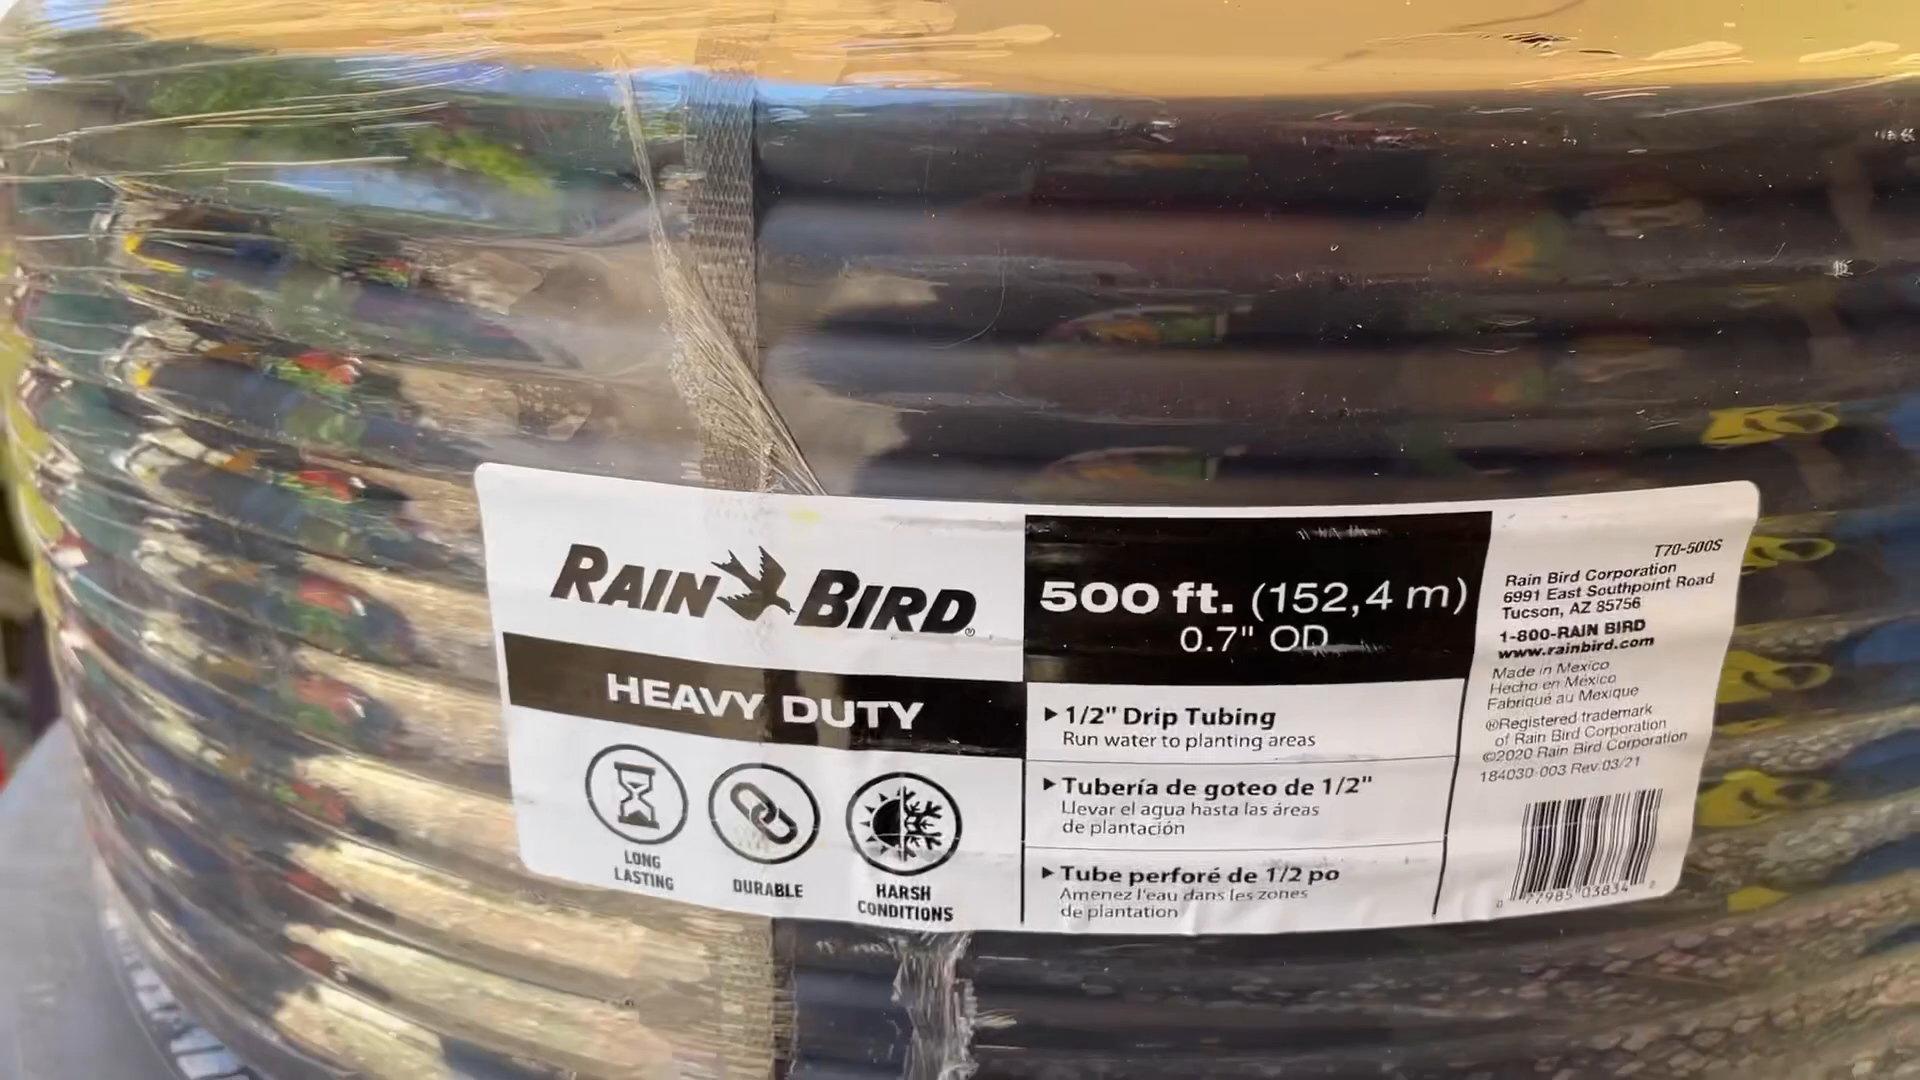 RAIN BIRD®
HEAVY DUTY
LONG
LASTING
DURABLE
HARSH
CONDITIONS
500 ft. (152,4 m)
0.7" OD
▶ 1/2" Drip Tubing
Run water to planting areas
▶ Tubería de goteo de 1/2"
Llevar el agua hasta las áreas
de plantación
▶ Tube perforé de 1/2 po
Amenez l'eau dans les zones
de plantation
T70-500S
Rain Bird Corporation
6991 East Southpoint Road
Tucson, AZ 85756
1-800-RAIN BIRD
www.rainbird.com
Made in Mexico
Hecho en México
Fabriqué au Mexique
®Registered trademark
of Rain Bird Corporation
©2020 Rain Bird Corporation
184030-003 Rev.03/21
0 77985 03834